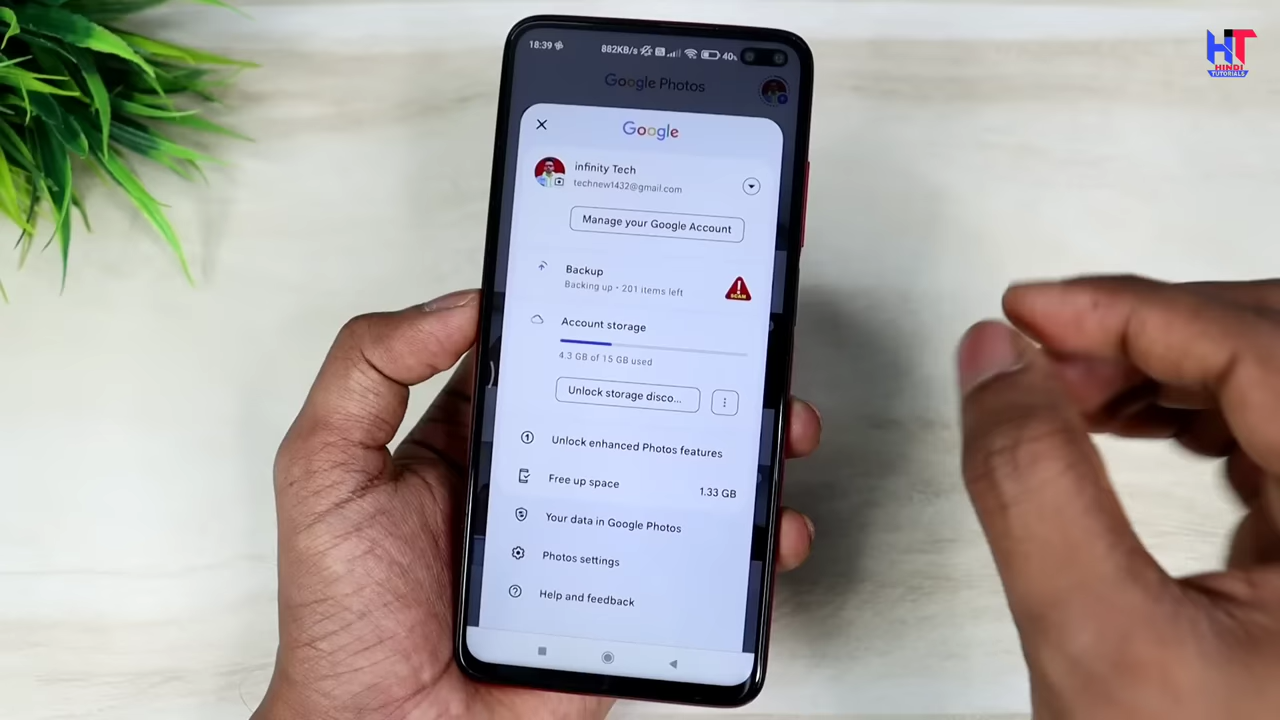 18:39
882KB/s
40%
Google Photos
Google
infinity Tech
technew1432@gmail.com
Manage your Google Account
Backup
Backing up • 201 items left
SCAM
Account storage
4.3 GB of 15 GB used
Unlock storage disco...
Unlock enhanced Photos features
Free up space
1.33 GB
Your data in Google Photos
Photos settings
Help and feedback
HT
HINDI
TUTORIALS